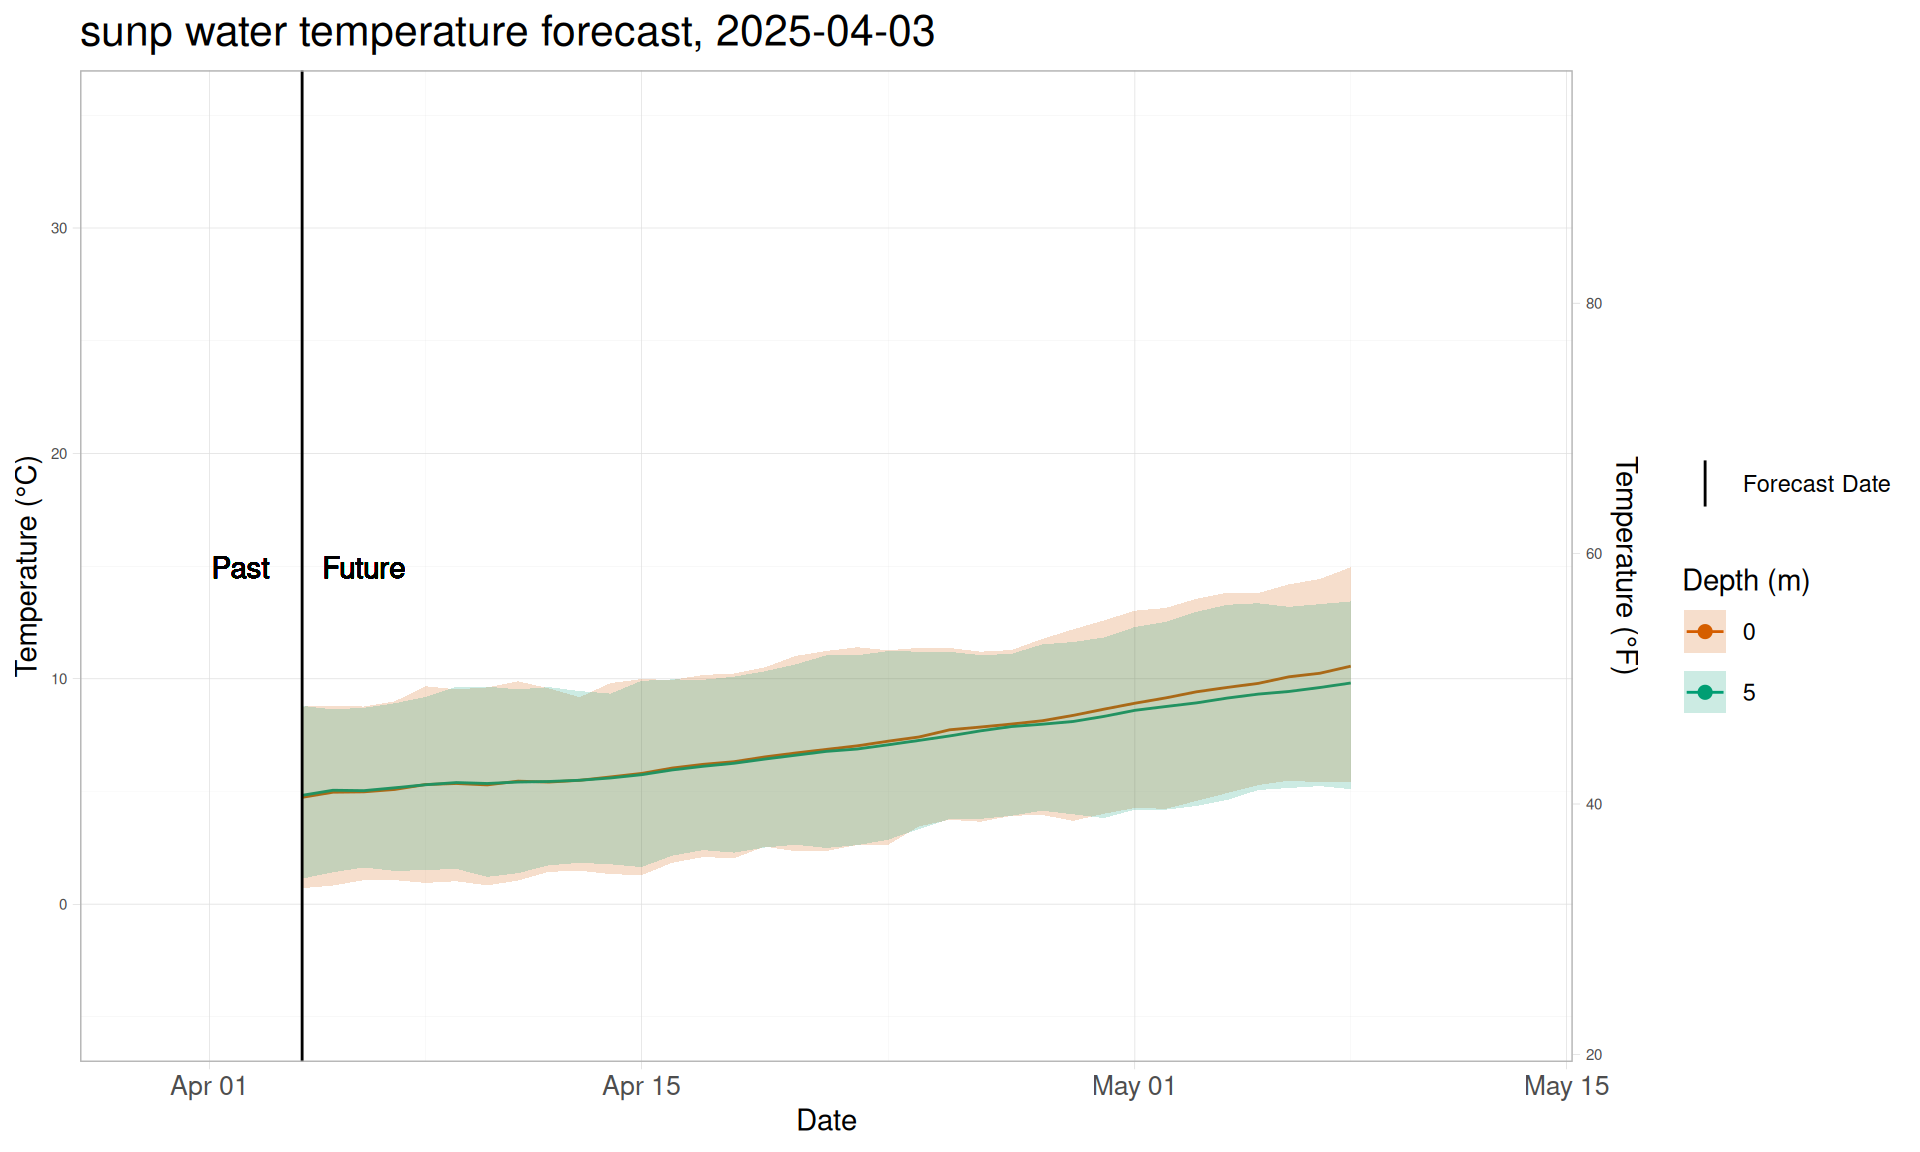 sunp water temperature forecast, 2025-04-03
30
20
10
0
Temperature (°C)
Past
Future
80
60
40
20
Temperature (°F)
Apr 01
Apr 15
May 01
May 15
Date
Forecast Date
Depth (m)
0
5